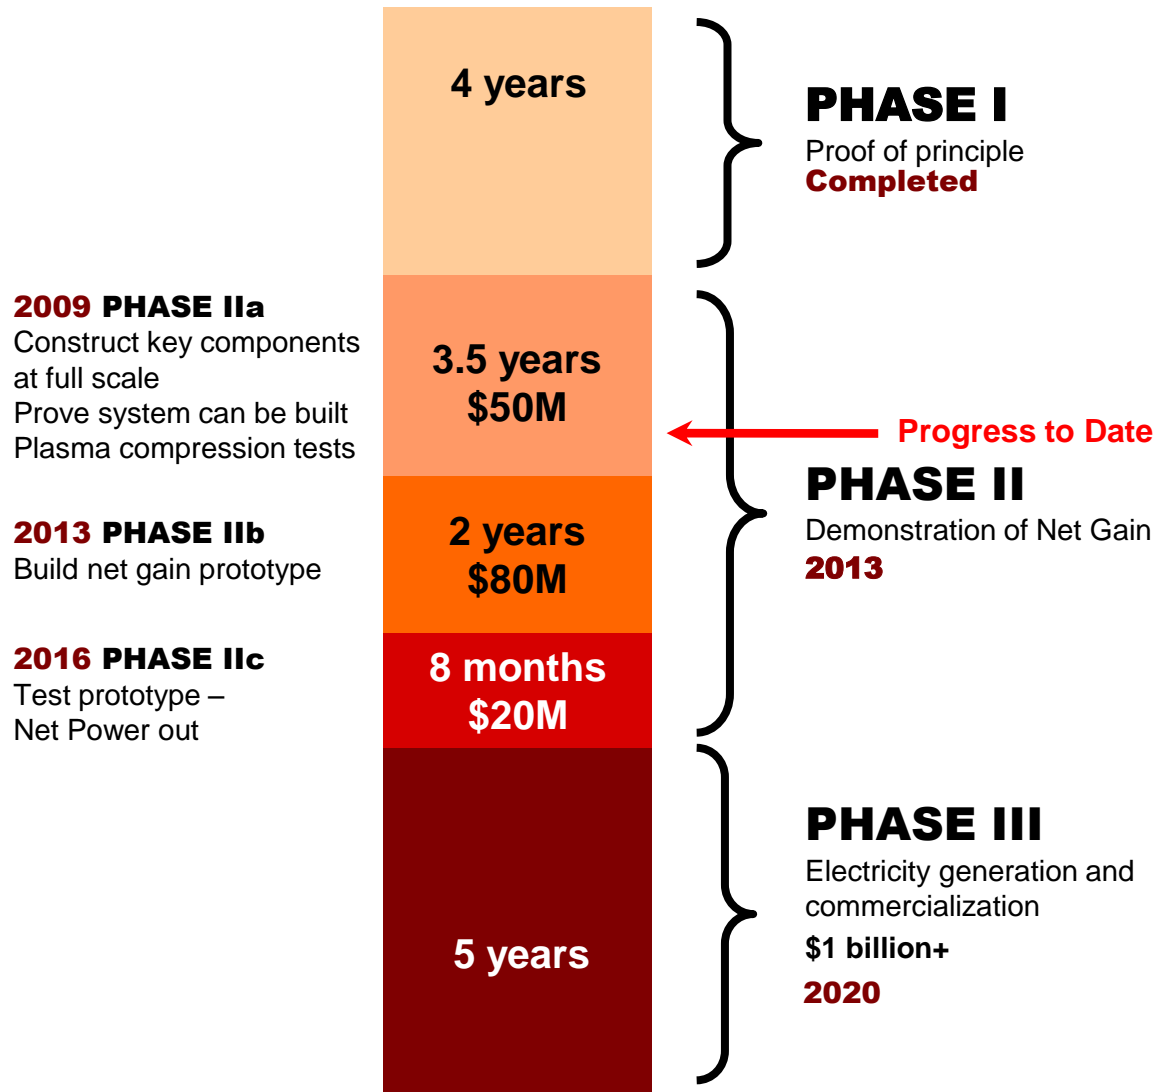 4 years
PHASE I
Proof of principle
Completed
2009 PHASE IIa
Construct key components
at full scale
Prove system can be built
Plasma compression tests
3.5 years
$50M
Progress to Date
PHASE II
Demonstration of Net Gain
2013
2013 PHASE IIb
Build net gain prototype
2 years
$80M
2016 PHASE IIc
Test prototype –
Net Power out
8 months
$20M
PHASE III
Electricity generation and
commercialization
$1 billion+
2020
5 years